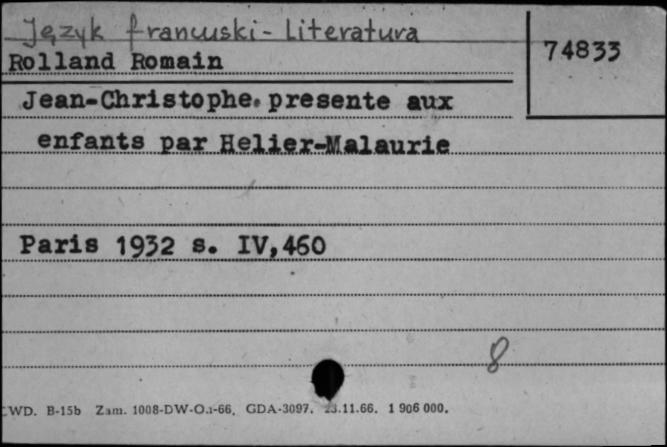 Język francuski - Literatura
74833
Rolland Romain
Jean-Christophe. presente aux
enfants par Helier-Malaurie
Paris 1932 s. IV,460
8
WD. B-15b Zam. 1008-DW-O.1-66. GDA-3097. 23.11.66. 1 906 000.